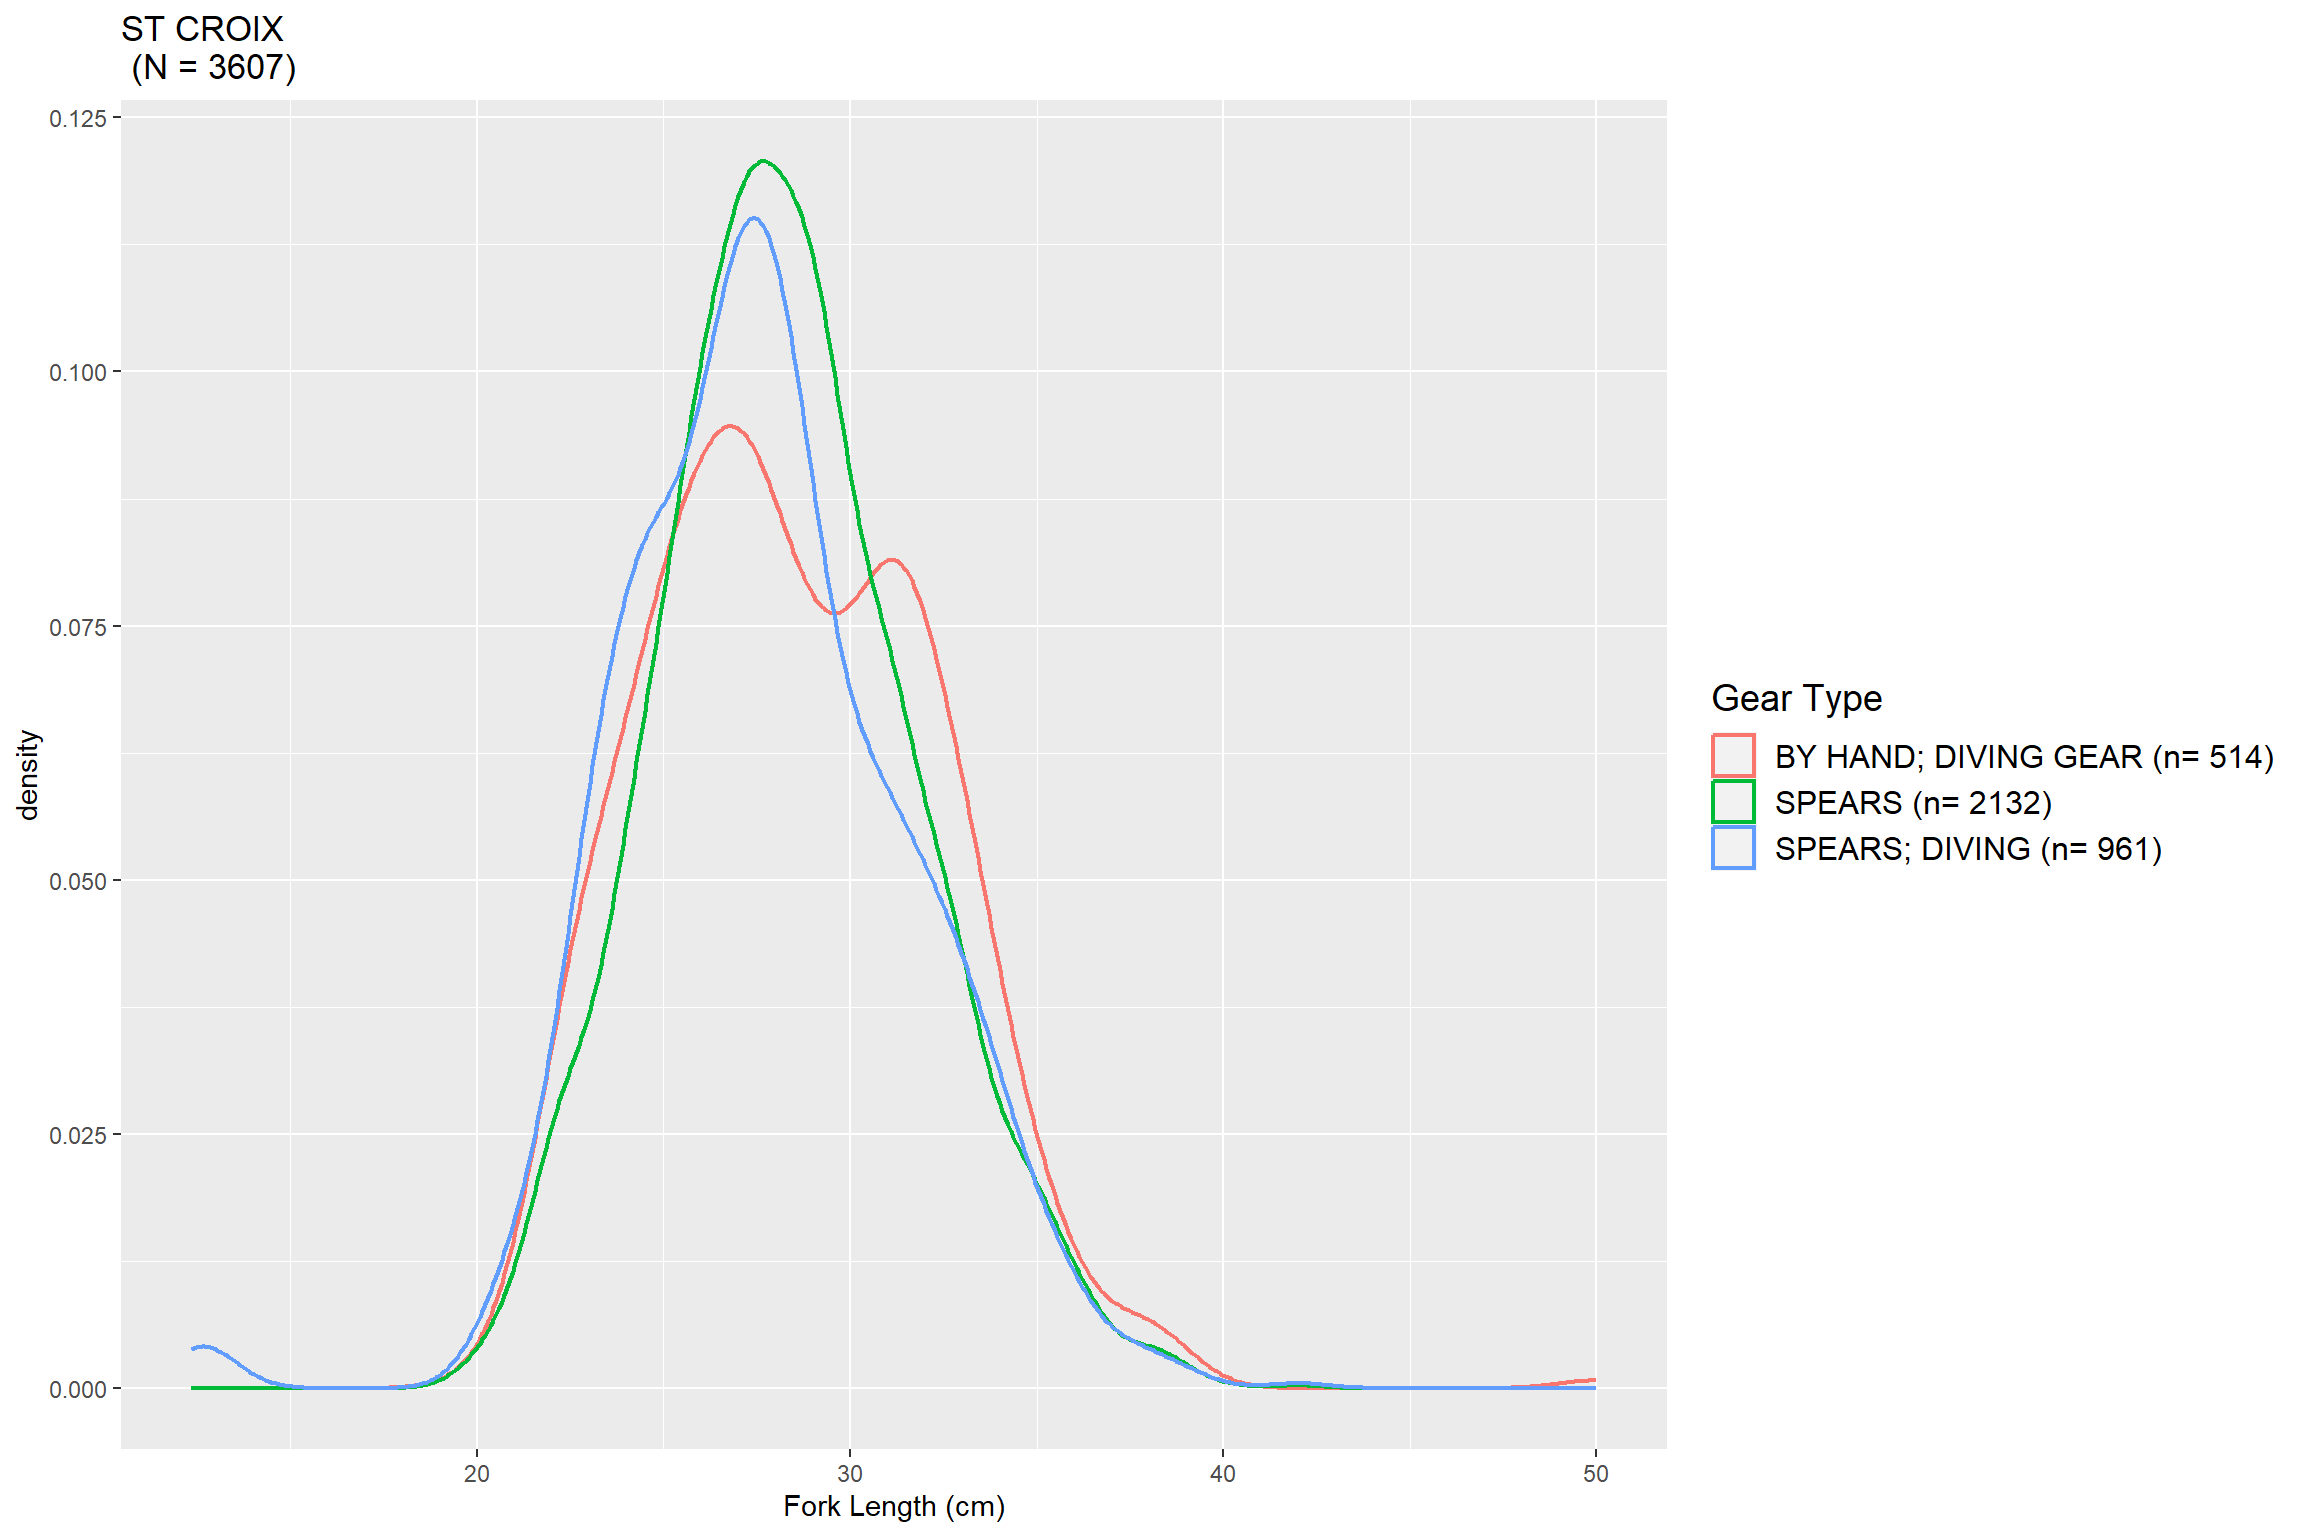 ST CROIX
(N = 3607)
0.125
0.100
0.075
0.050
0.025
0.000
density
20
30
40
50
Fork Length (cm)
Gear Type
BY HAND; DIVING GEAR (n= 514)
SPEARS (n= 2132)
SPEARS; DIVING (n= 961)